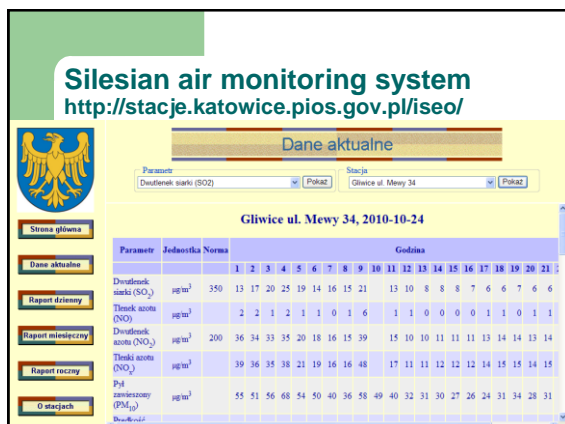 Silesian air monitoring system
http://stacje.katowice.pios.gov.pl/iseo/
Dane aktualne
Parametr
Dwutlenek siarki (SO2) Pokaż
Stacja
Gliwice ul. Mewy 34 Pokaż
Strona główna
Dane aktualne
Raport dzienny
Raport miesięczny
Raport roczny
O stacjach
Gliwice ul. Mewy 34, 2010-10-24
Parametr Jednostka Norma Godzina
1 2 3 4 5 6 7 8 9 10 11 12 13 14 15 16 17 18 19 20 21
Dwutlenek
siarki (SO2) µg/m3 350 13 17 20 25 19 14 16 15 21 13 10 8 8 8 7 6 6 7 6 6
Tlenek azotu
(NO) µg/m3 2 2 1 2 1 1 0 1 6 1 1 0 0 0 0 1 1 0 1 1
Dwutlenek
azotu (NO2) µg/m3 200 36 34 33 35 20 18 16 15 39 15 10 10 11 11 11 13 14 14 13 14
Tlenki azotu
(NOx) µg/m3 39 36 35 38 21 19 16 16 48 17 11 11 12 12 12 14 15 15 14 15
Pył
zawieszony
(PM10) µg/m3 55 51 56 68 54 50 40 36 58 49 40 32 31 30 27 26 24 31 34 28 31
Prędkość